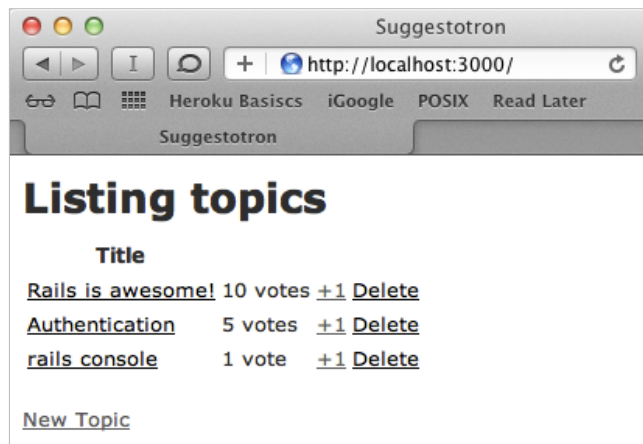 Suggestotron
http://localhost:3000/
Heroku Basiscs iGoogle POSIX Read Later
Suggestotron
Listing topics
Title
Rails is awesome! 10 votes +1 Delete
Authentication 5 votes +1 Delete
rails console 1 vote +1 Delete
New Topic